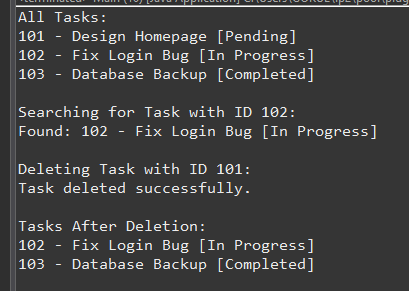 All Tasks:
101 - Design Homepage [Pending]
102 - Fix Login Bug [In Progress]
103 - Database Backup [Completed]
Searching for Task with ID 102:
Found: 102 - Fix Login Bug [In Progress]
Deleting Task with ID 101:
Task deleted successfully.
Tasks After Deletion:
102 - Fix Login Bug [In Progress]
103 - Database Backup [Completed]